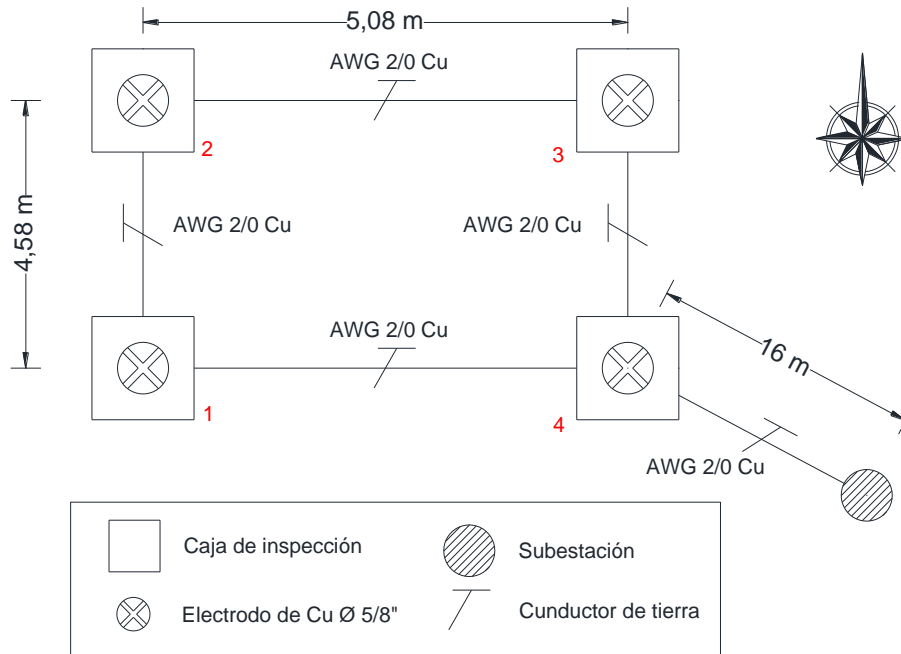 5,08 m
AWG 2/0 Cu
2
3
4,58 m
AWG 2/0 Cu
AWG 2/0 Cu
AWG 2/0 Cu
1
4
16 m
AWG 2/0 Cu
Caja de inspección
Subestación
Electrodo de Cu Ø 5/8"
Cunductor de tierra